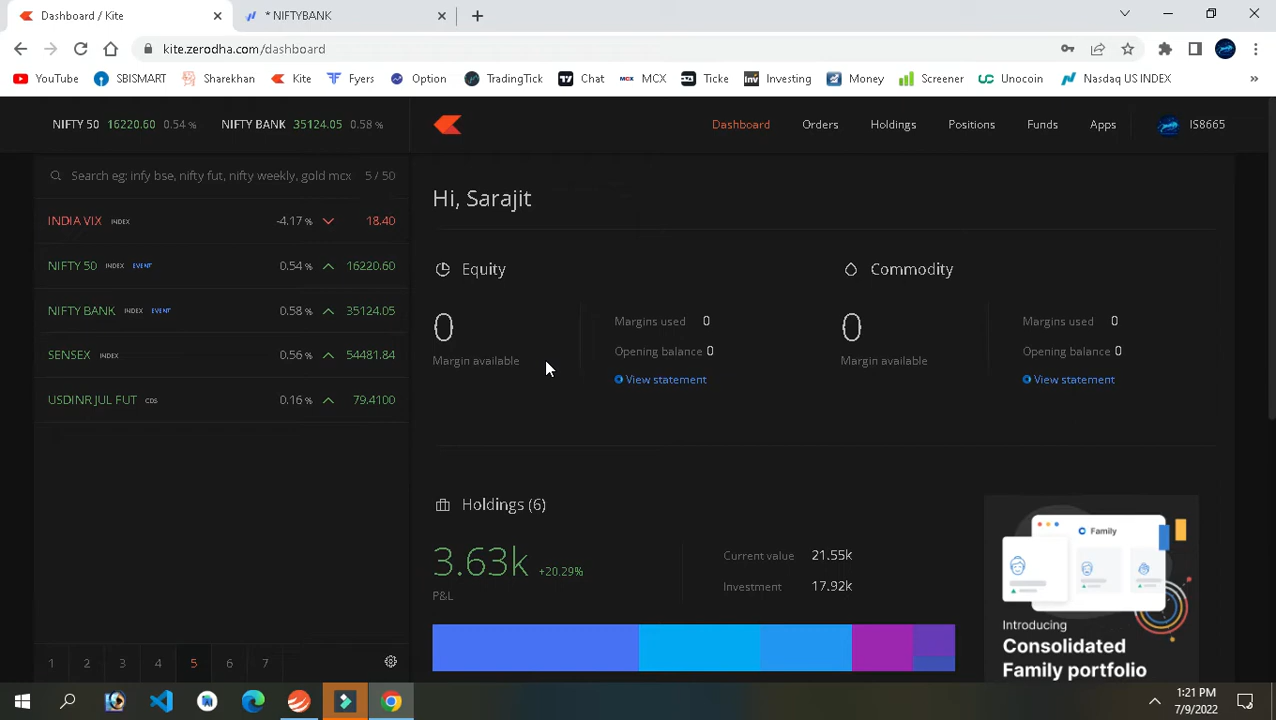 Dashboard / Kite
* NIFTYBANK
kite.zerodha.com/dashboard
YouTube
SBISMART
Sharekhan
Kite
Fyers
Option
TradingTick
Chat
MCX
Ticke
Investing
Money
Screener
Unocoin
Nasdaq US INDEX
NIFTY 50 16220.60 0.54 % NIFTY BANK 35124.05 0.58 %
Dashboard Orders Holdings Positions Funds Apps IS8665
Search eg: infy bse, nifty fut, nifty weekly, gold mcx 5 / 50
INDIA VIX INDEX -4.17 % 18.40
NIFTY 50 INDEX EVENT 0.54 % 16220.60
NIFTY BANK INDEX EVENT 0.58 % 35124.05
SENSEX INDEX 0.56 % 54481.84
USDINR JUL FUT CDS 0.16 % 79.4100
1 2 3 4 5 6 7
Hi, Sarajit
Equity
0
Margin available
Margins used 0
Opening balance 0
View statement
Commodity
0
Margin available
Margins used 0
Opening balance 0
View statement
Holdings (6)
3.63k +20.29%
P&L
Current value 21.55k
Investment 17.92k
Family
Introducing
Consolidated
Family portfolio
1:21 PM
7/9/2022